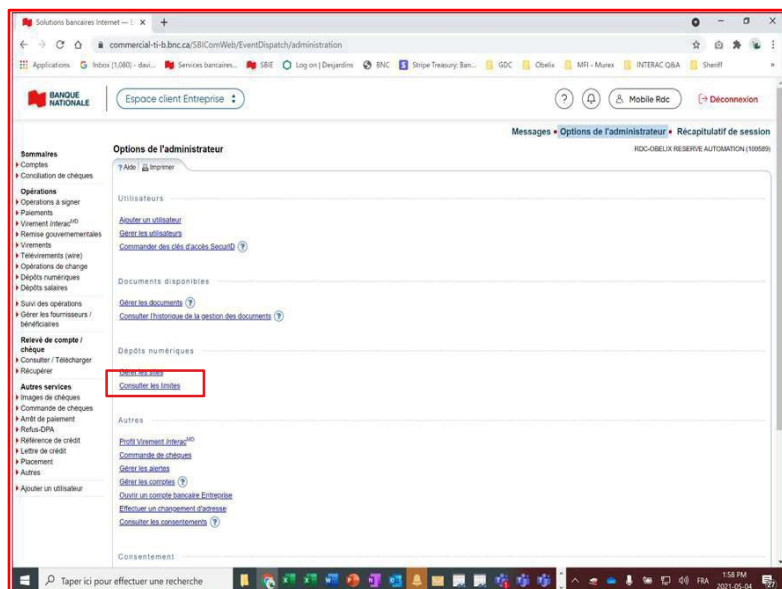 Solutions bancaires Internet — E
commercial-ti-b.bnc.ca/SBIComWeb/EventDispatch/administration
Applications Inbox (1,080) - davi... Services bancaires... SBIE Log on | Desjardins BNC Stripe Treasury: Ban... GDC Obelix MFI - Murex INTERAC Q&A Sheriff »
BANQUE NATIONALE Espace client Entreprise ? Mobile Rdc Déconnexion
Messages • Options de l'administrateur • Récapitulatif de session
RDC-OBELIX RESERVE AUTOMATION (109589)
Options de l'administrateur
? Aide Imprimer
Sommaires
Comptes
Conciliation de chèques
Opérations
Opérations à signer
Paiements
Virement Interac MD
Remise gouvernementales
Virements
Télévirements (wire)
Opérations de change
Dépôts numériques
Dépôts salaires
Suivi des opérations
Gérer les fournisseurs /
bénéficiaires
Relevé de compte /
chèque
Consulter / Télécharger
Récupérer
Autres services
Images de chèques
Commande de chèques
Arrêt de paiement
Refus-DPA
Référence de crédit
Lettre de crédit
Placement
Autres
Ajouter un utilisateur
Utilisateurs
Ajouter un utilisateur
Gérer les utilisateurs
Commander des clés d'accès SecurID ?
Documents disponibles
Gérer les documents ?
Consulter l'historique de la gestion des documents ?
Dépôts numériques
Gérer les sites
Consulter les limites
Autres
Profil Virement Interac MD
Commande de chèques
Gérer les alertes
Gérer les comptes ?
Ouvrir un compte bancaire Entreprise
Effectuer un changement d'adresse
Consulter les consentements ?
Consentement
Taper ici pour effectuer une recherche
FRA
1:58 PM
2021-05-04
27